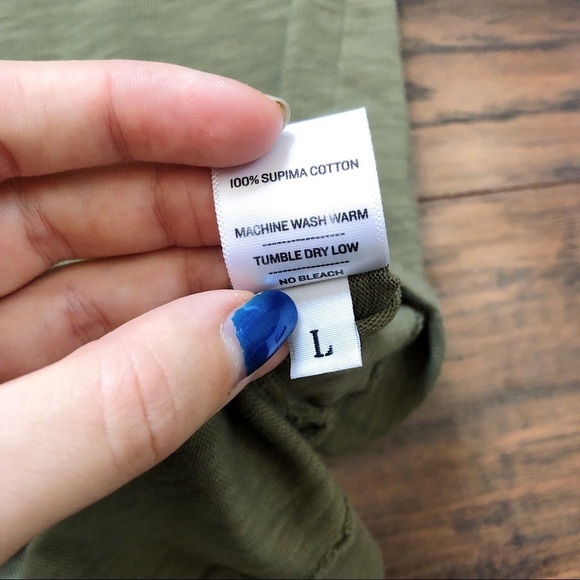 100% SUPIMA COTTON
MACHINE WASH WARM
TUMBLE DRY LOW
NO BLEACH
L